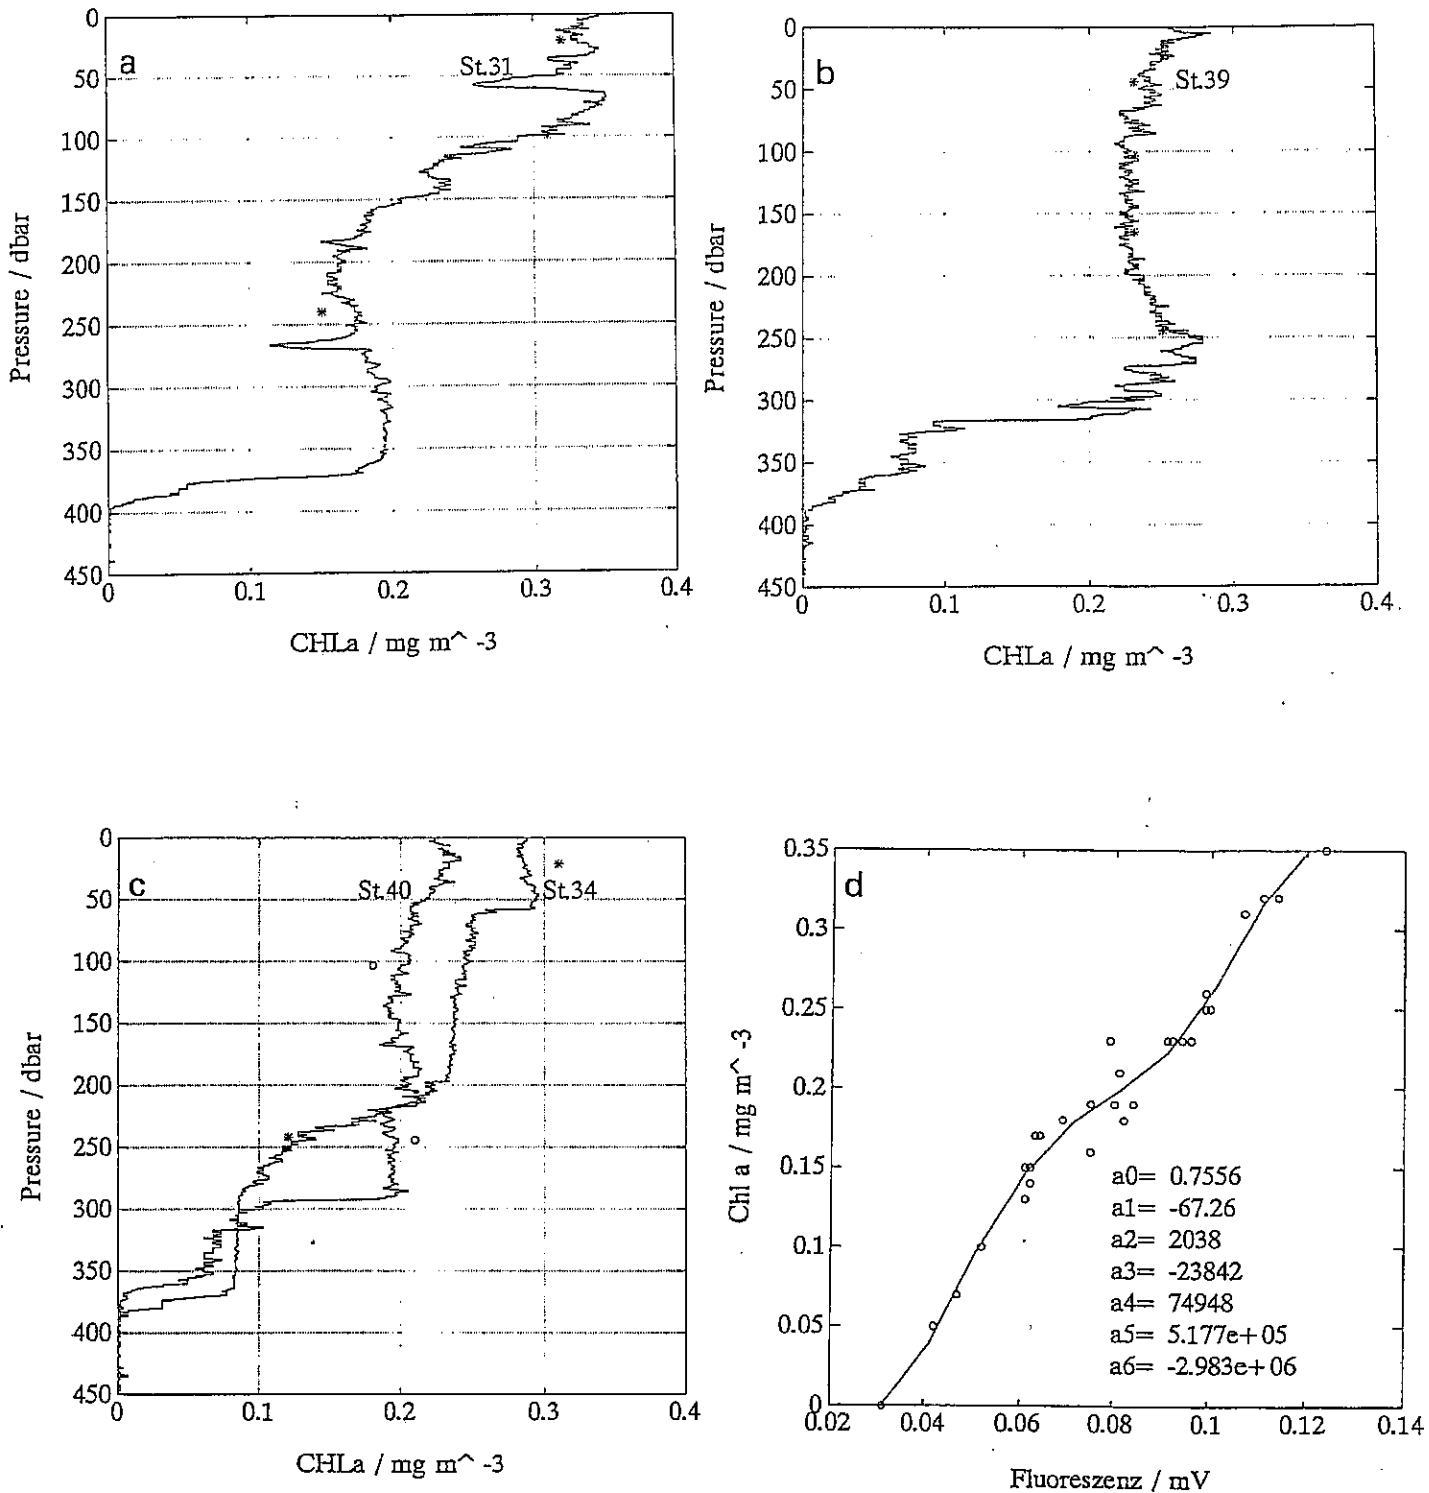 a
St.31
0
50
100
150
200
250
300
350
400
450
0
0.1
0.2
0.3
0.4
Pressure / dbar
CHLa / mg m^ -3
b
St.39
0
50
100
150
200
250
300
350
400
450
0
0.1
0.2
0.3
0.4
Pressure / dbar
CHLa / mg m^ -3
c
St.40
St.34
0
50
100
150
200
250
300
350
400
450
0
0.1
0.2
0.3
0.4
Pressure / dbar
CHLa / mg m^ -3
d
0.35
0.3
0.25
0.2
0.15
0.1
0.05
0
0.02
0.04
0.06
0.08
0.1
0.12
0.14
Chl a / mg m^ -3
a0= 0.7556
a1= -67.26
a2= 2038
a3= -23842
a4= 74948
a5= 5.177e+05
a6= -2.983e+06
Fluoreszenz / mV